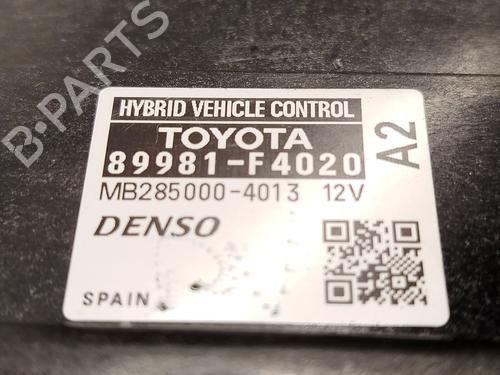 B-PARTS
HYBRID VEHICLE CONTROL
TOYOTA
89981-F4020
MB285000-4013 12V
DENSO
SPAIN
A2